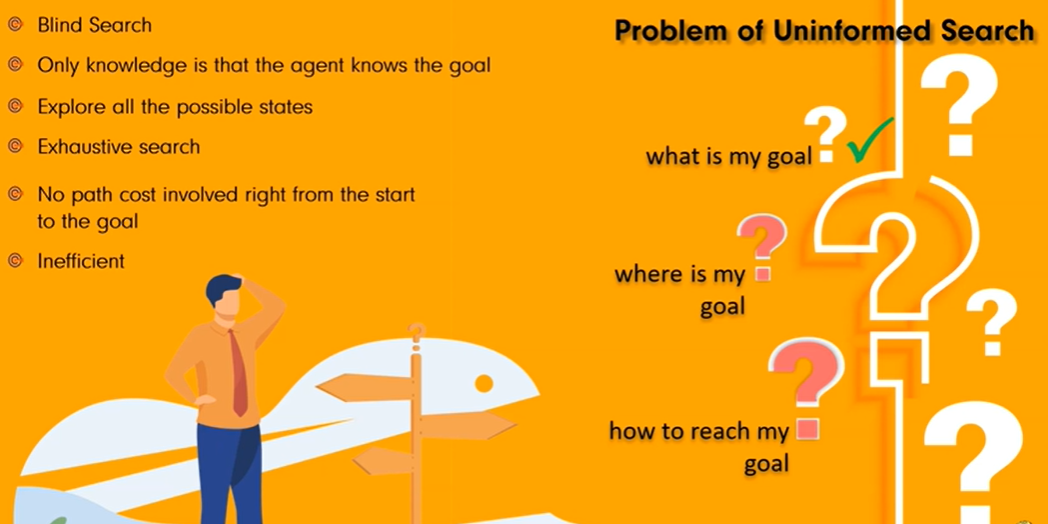 © Blind Search
© Only knowledge is that the agent knows the goal
© Explore all the possible states
© Exhaustive search
© No path cost involved right from the start
to the goal
© Inefficient
Problem of Uninformed Search
what is my goal ? ✓
where is my ?
goal
how to reach my ?
goal